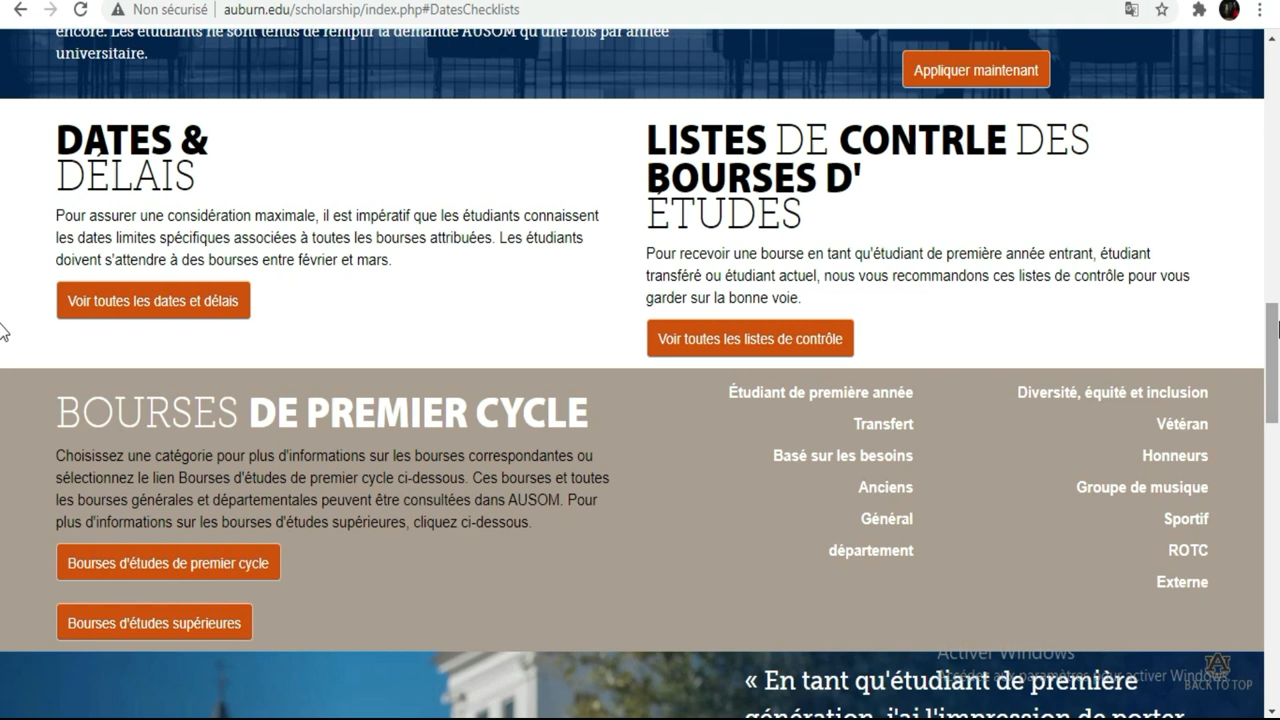 Non sécurisé | auburn.edu/scholarship/index.php#DatesChecklists
encore. Les étudiants ne sont tenus de remplir la demande AUSOM qu'une fois par année
universitaire.
Appliquer maintenant
DATES &
DÉLAIS
Pour assurer une considération maximale, il est impératif que les étudiants connaissent
les dates limites spécifiques associées à toutes les bourses attribuées. Les étudiants
doivent s'attendre à des bourses entre février et mars.
Voir toutes les dates et délais
LISTES DE CONTRLE DES
BOURSES D'
ÉTUDES
Pour recevoir une bourse en tant qu'étudiant de première année entrant, étudiant
transféré ou étudiant actuel, nous vous recommandons ces listes de contrôle pour vous
garder sur la bonne voie.
Voir toutes les listes de contrôle
BOURSES DE PREMIER CYCLE
Choisissez une catégorie pour plus d'informations sur les bourses correspondantes ou
sélectionnez le lien Bourses d'études de premier cycle ci-dessous. Ces bourses et toutes
les bourses générales et départementales peuvent être consultées dans AUSOM. Pour
plus d'informations sur les bourses d'études supérieures, cliquez ci-dessous.
Bourses d'études de premier cycle
Bourses d'études supérieures
Étudiant de première année
Transfert
Basé sur les besoins
Anciens
Général
département
Diversité, équité et inclusion
Vétéran
Honneurs
Groupe de musique
Sportif
ROTC
Externe
Activer Windows
Accédez aux paramètres pour activer Windows.
BACK TO TOP
« En tant qu'étudiant de première
génération, j'ai l'impression de porter